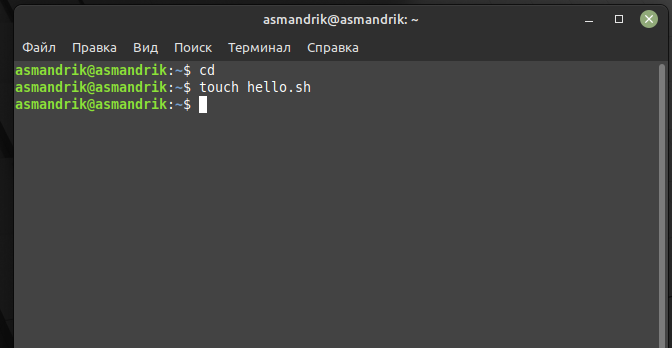 asmandrik@asmandrik: ~
Файл Правка Вид Поиск Терминал Справка
asmandrik@asmandrik:~$ cd
asmandrik@asmandrik:~$ touch hello.sh
asmandrik@asmandrik:~$